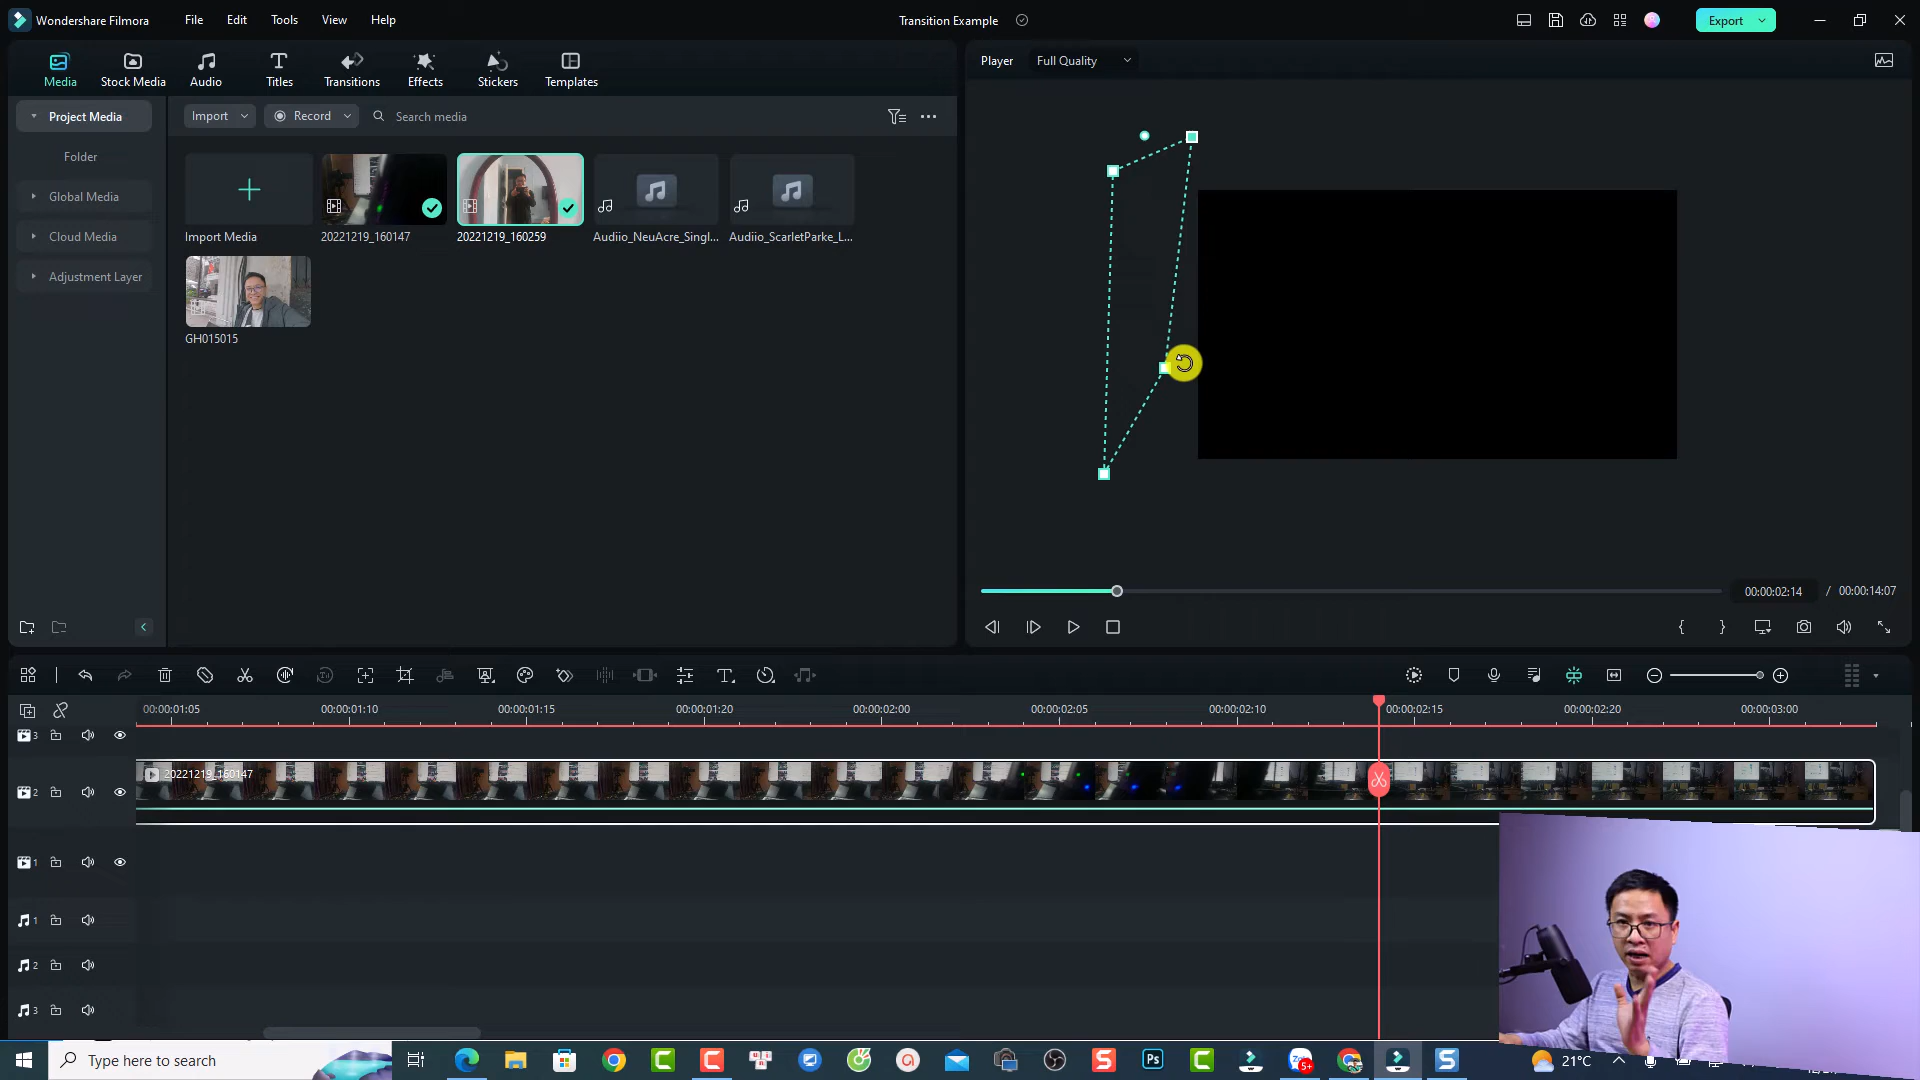 Wondershare Filmora
File
Edit
Tools
View
Help
Transition Example
Export
Media
Stock Media
Audio
Titles
Transitions
Effects
Stickers
Templates
Player
Full Quality
Project Media
Folder
Global Media
Cloud Media
Adjustment Layer
Import
Record
Search media
Import Media
20221219_160147
20221219_160259
Audiio_NeuAcre_Singl...
Audiio_ScarletParke_L...
GH015015
00:00:02:14 / 00:00:14:07
00:00:01:05
00:00:01:10
00:00:01:15
00:00:01:20
00:00:02:00
00:00:02:05
00:00:02:10
00:00:02:15
00:00:02:20
00:00:03:00
3
2
20221219_160147
1
1
2
3
Type here to search
5+
21°C